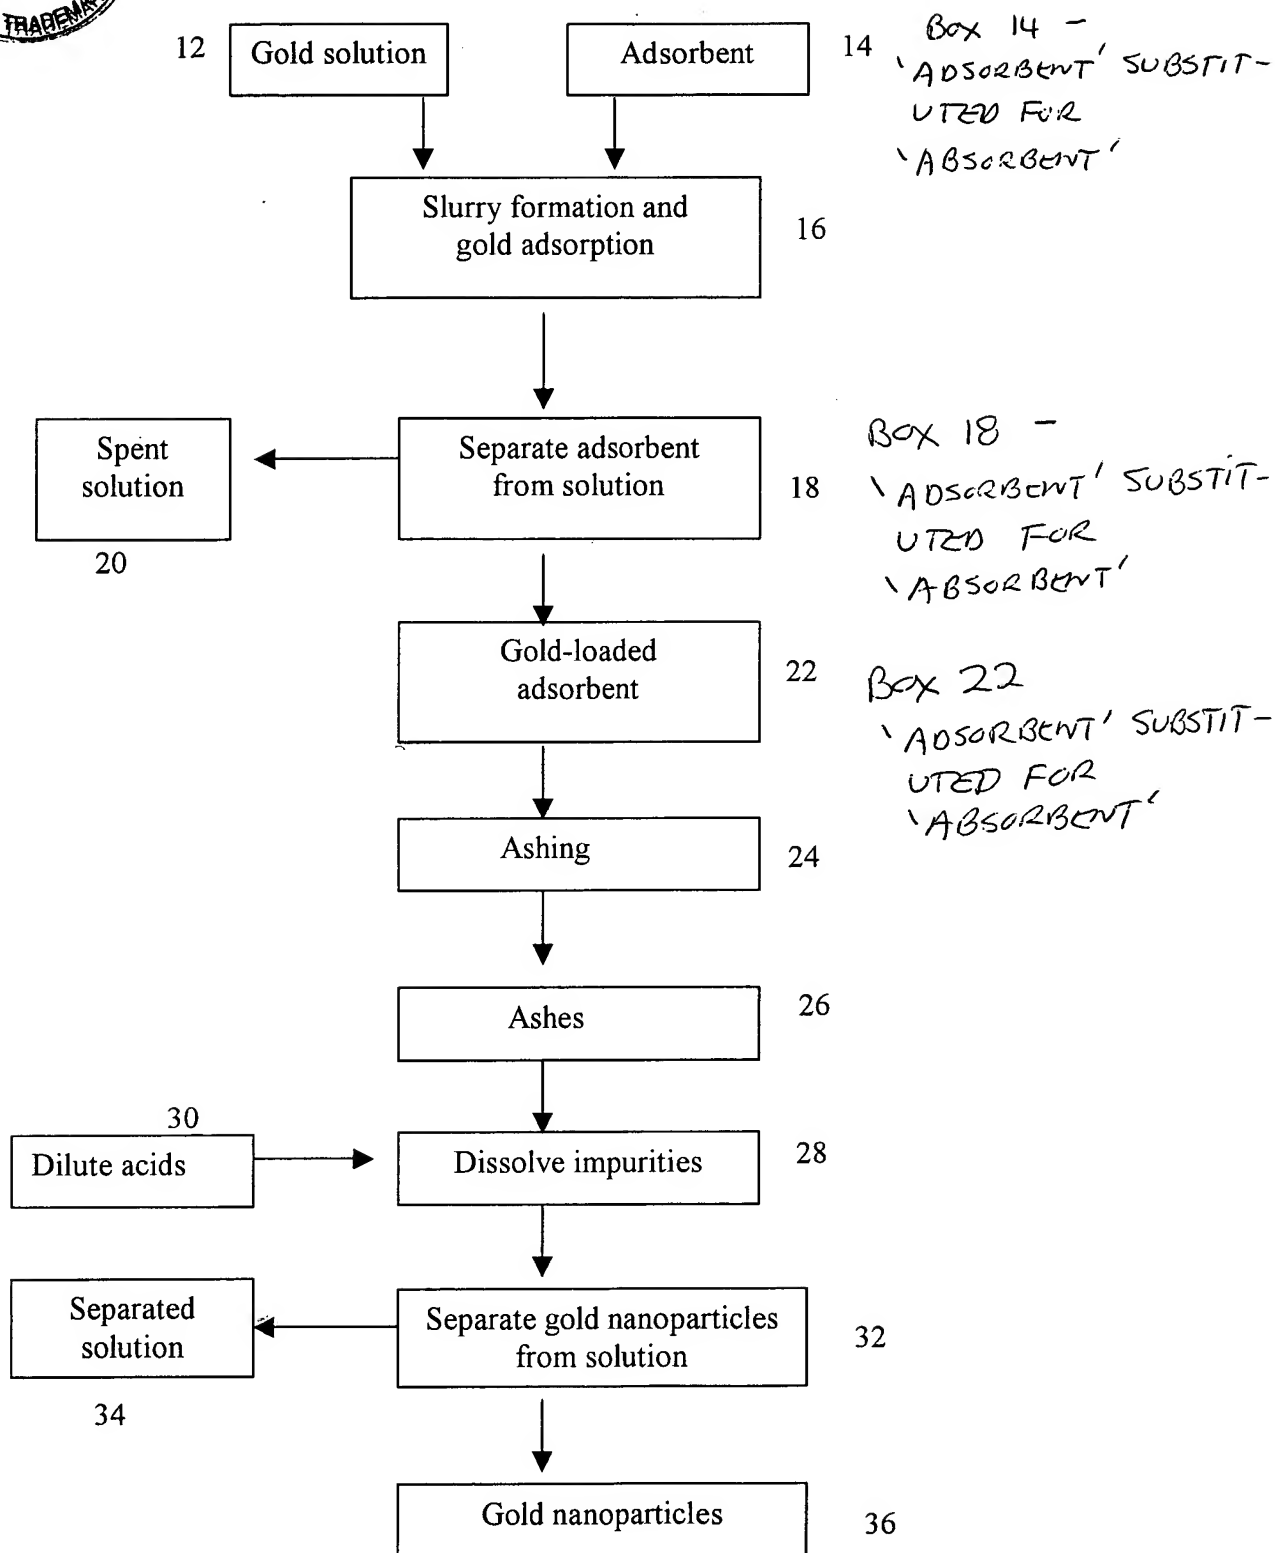 TRADEMA
12
Gold solution
Adsorbent
14
Box 14 -
'ADSORBENT' SUBSTIT-
UTED FOR
'ABSORBENT'
Slurry formation and
gold adsorption
16
Spent
solution
20
Separate adsorbent
from solution
18
Box 18 -
'ADSORBENT' SUBSTIT-
UTED FOR
'ABSORBENT'
Gold-loaded
adsorbent
22
Box 22
'ADSORBENT' SUBSTIT-
UTED FOR
'ABSORBENT'
Ashing
24
Ashes
26
30
Dilute acids
Dissolve impurities
28
Separated
solution
34
Separate gold nanoparticles
from solution
32
Gold nanoparticles
36